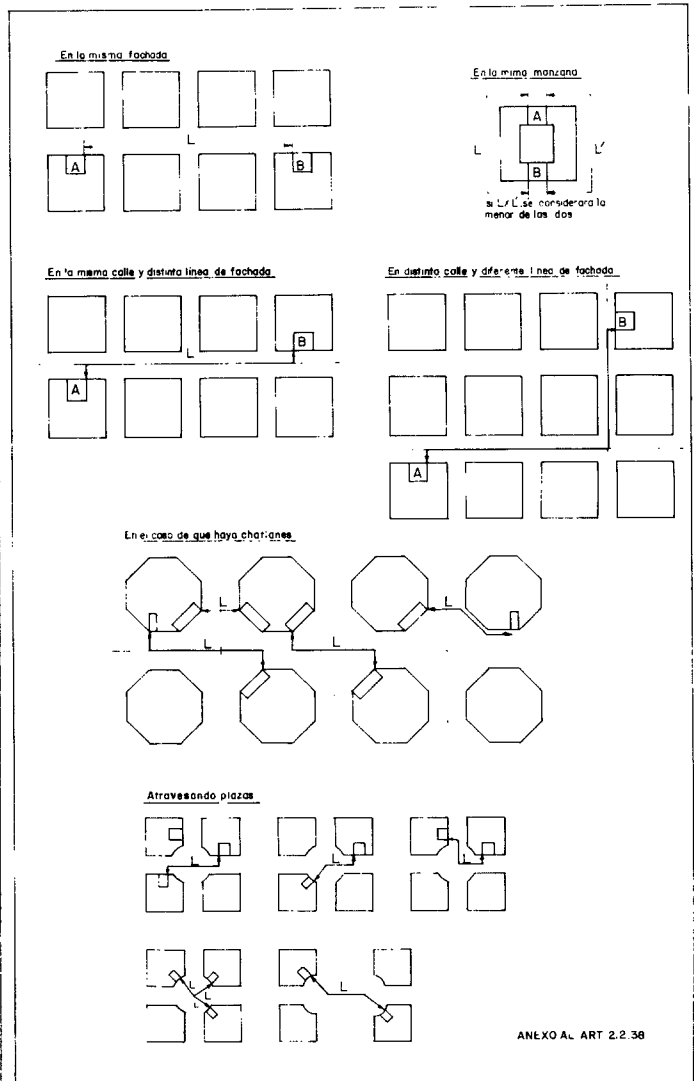 En la misma fachada
L
A
B
En la mima manzana
A
L
L'
B
si L≠L' se considerara la
menor de las dos
En la misma calle y distinta linea de fachada
B
L
A
En distinta calle y diferente linea de fachada
B
A
En el caso de que haya chaflanes
L
L
L
L
Atravesando plazas
L
L
L
L
L
L
L
ANEXO AL ART 2.2.38